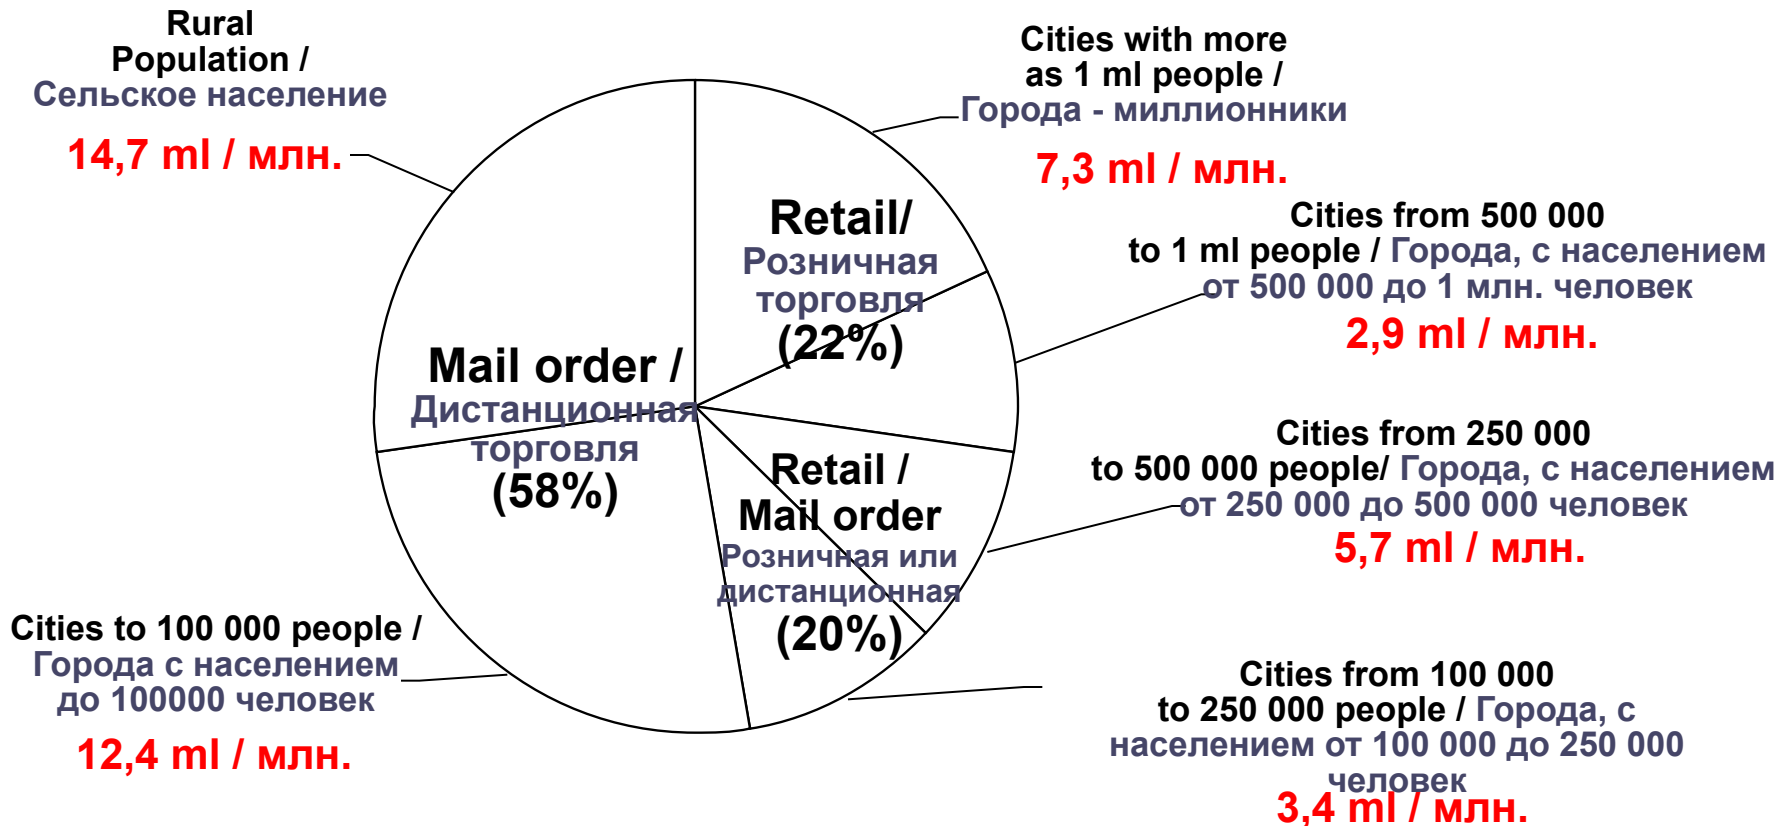 Rural
Population /
Сельское население
14,7 ml / млн.
Cities with more
as 1 ml people /
Города - миллионники
7,3 ml / млн.
Cities from 500 000
to 1 ml people / Города, с населением
от 500 000 до 1 млн. человек
2,9 ml / млн.
Retail/
Розничная
торговля
(22%)
Mail order /
Дистанционная
торговля
(58%)
Retail /
Mail order
Розничная или
дистанционная
(20%)
Cities from 250 000
to 500 000 people/ Города, с населением
от 250 000 до 500 000 человек
5,7 ml / млн.
Cities to 100 000 people /
Города с населением
до 100000 человек
12,4 ml / млн.
Cities from 100 000
to 250 000 people / Города, с
населением от 100 000 до 250 000
человек
3,4 ml / млн.